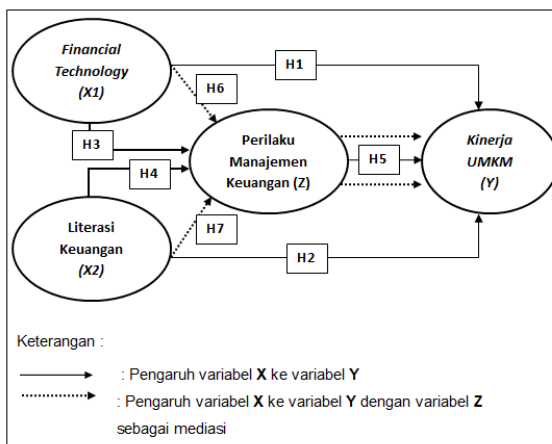 Financial
Technology
(X1)
H1
H6
H3
Perilaku
Manajemen
Keuangan (Z)
H5
Kinerja
UMKM
(Y)
H4
Literasi
Keuangan
(X2)
H7
H2
Keterangan :
: Pengaruh variabel X ke variabel Y
: Pengaruh variabel X ke variabel Y dengan variabel Z
sebagai mediasi